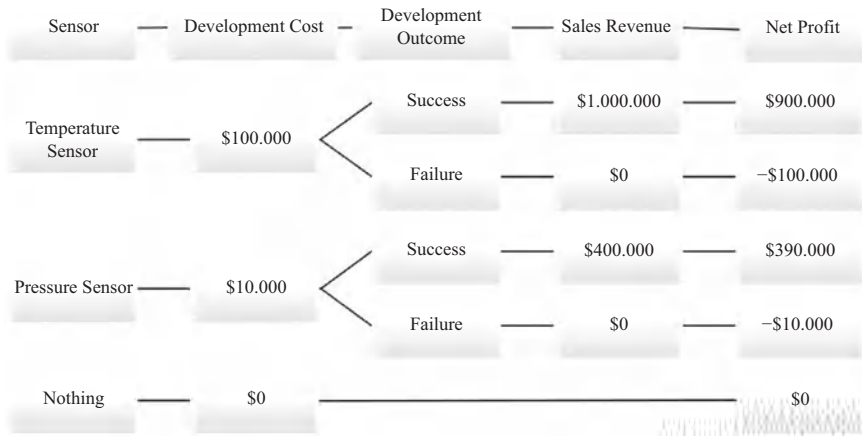 Sensor
Development Cost
Development
Outcome
Sales Revenue
Net Profit
Temperature
Sensor
$100.000
Success
$1.000.000
$900.000
Failure
$0
−$100.000
Pressure Sensor
$10.000
Success
$400.000
$390.000
Failure
$0
−$10.000
Nothing
$0
$0